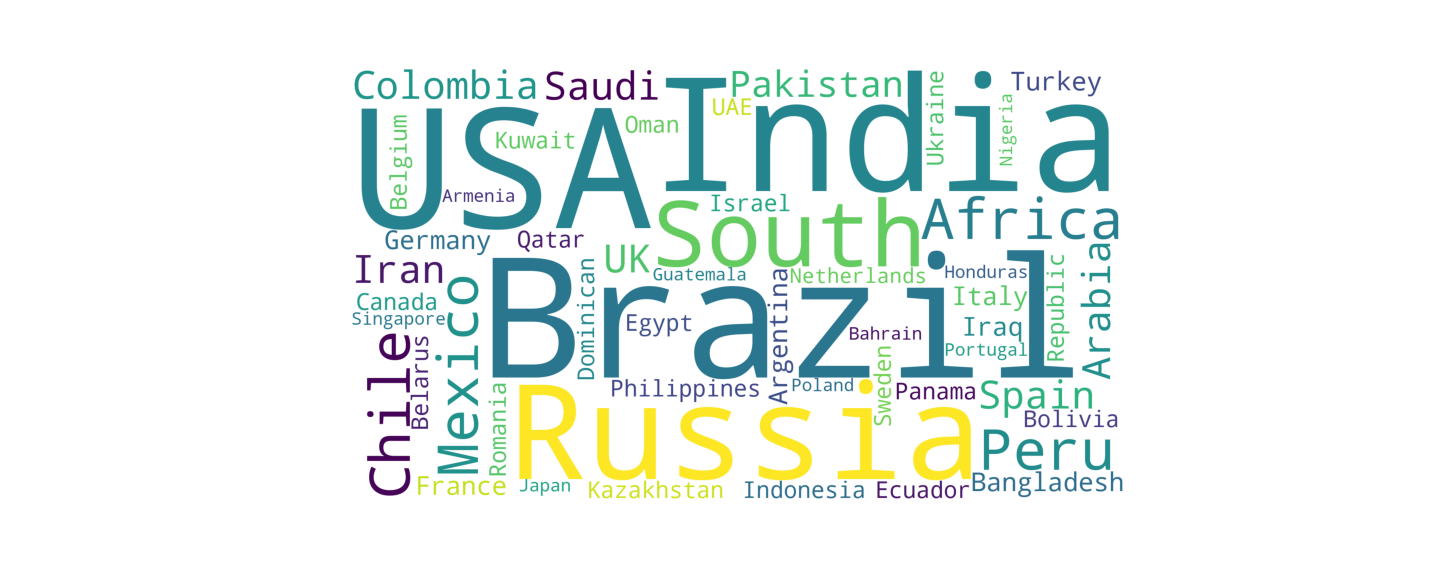 Colombia
Saudi
India
Pakistan
UAE
Ukraine
Nigeria
Turkey
USA
Belgium
Kuwait
Oman
Armenia
Israel
South
Africa
Germany
Qatar
UK
Iran
Guatemala
Netherlands
Honduras
Republic
Arabia
Canada
Singapore
Mexico
Brazil
Dominican
Egypt
Argentina
Bahrain
Italy
Iraq
Portugal
Chile
Belarus
Romania
Philippines
Poland
Sweden
Panama
Spain
Bolivia
Russia
Peru
France
Japan
Kazakhstan
Indonesia
Ecuador
Bangladesh